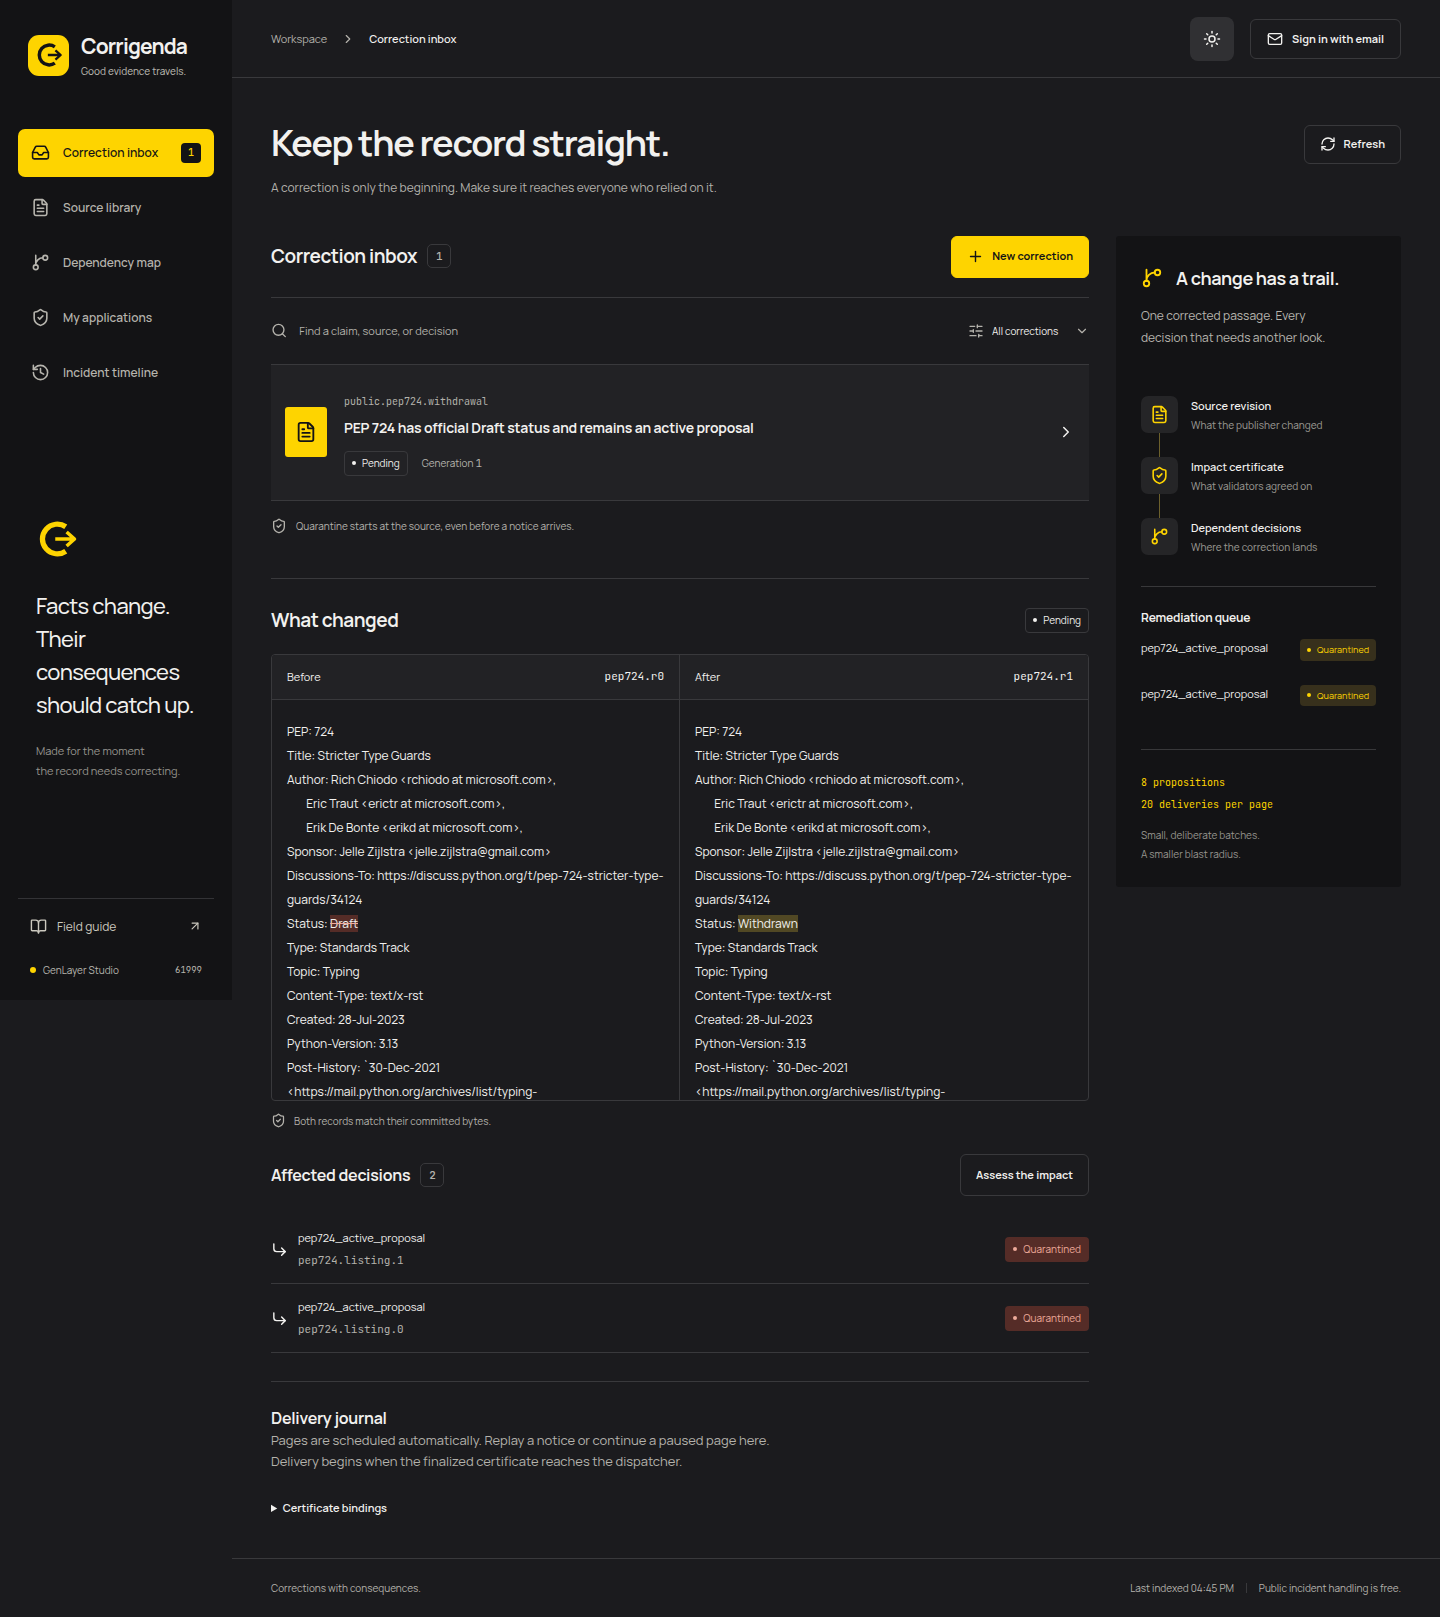 Corrigenda
Good evidence travels.
Correction inbox 1
Source library
Dependency map
My applications
Incident timeline
Facts change.
Their
consequences
should catch up.
Made for the moment
the record needs correcting.
Field guide
GenLayer Studio 61999
Workspace > Correction inbox
Sign in with email
Keep the record straight.
A correction is only the beginning. Make sure it reaches everyone who relied on it.
Refresh
Correction inbox 1
New correction
Find a claim, source, or decision
All corrections
public.pep724.withdrawal
PEP 724 has official Draft status and remains an active proposal
Pending Generation 1
Quarantine starts at the source, even before a notice arrives.
What changed
Pending
Before pep724.r0
PEP: 724
Title: Stricter Type Guards
Author: Rich Chiodo <rchiodo at microsoft.com>,
Eric Traut <erictr at microsoft.com>,
Erik De Bonte <erikd at microsoft.com>,
Sponsor: Jelle Zijlstra <jelle.zijlstra@gmail.com>
Discussions-To: https://discuss.python.org/t/pep-724-stricter-type-
guards/34124
Status: Draft
Type: Standards Track
Topic: Typing
Content-Type: text/x-rst
Created: 28-Jul-2023
Python-Version: 3.13
Post-History: `30-Dec-2021
<https://mail.python.org/archives/list/typing-
After pep724.r1
PEP: 724
Title: Stricter Type Guards
Author: Rich Chiodo <rchiodo at microsoft.com>,
Eric Traut <erictr at microsoft.com>,
Erik De Bonte <erikd at microsoft.com>,
Sponsor: Jelle Zijlstra <jelle.zijlstra@gmail.com>
Discussions-To: https://discuss.python.org/t/pep-724-stricter-type-
guards/34124
Status: Withdrawn
Type: Standards Track
Topic: Typing
Content-Type: text/x-rst
Created: 28-Jul-2023
Python-Version: 3.13
Post-History: `30-Dec-2021
<https://mail.python.org/archives/list/typing-
Both records match their committed bytes.
Affected decisions 2
Assess the impact
pep724_active_proposal
pep724.listing.1
Quarantined
pep724_active_proposal
pep724.listing.0
Quarantined
Delivery journal
Pages are scheduled automatically. Replay a notice or continue a paused page here.
Delivery begins when the finalized certificate reaches the dispatcher.
Certificate bindings
A change has a trail.
One corrected passage. Every
decision that needs another look.
Source revision
What the publisher changed
Impact certificate
What validators agreed on
Dependent decisions
Where the correction lands
Remediation queue
pep724_active_proposal Quarantined
pep724_active_proposal Quarantined
8 propositions
20 deliveries per page
Small, deliberate batches.
A smaller blast radius.
Corrections with consequences.
Last indexed 04:45 PM
Public incident handling is free.